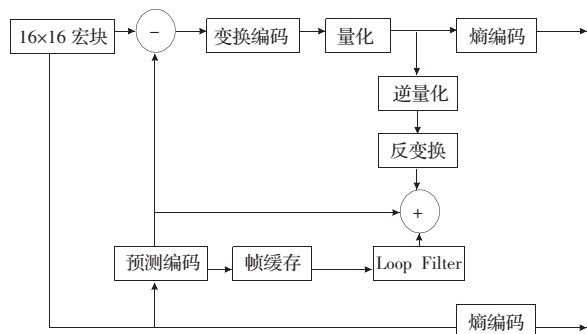 16×16 宏块
-
变换编码
量化
熵编码
逆量化
反变换
+
预测编码
帧缓存
Loop Filter
熵编码